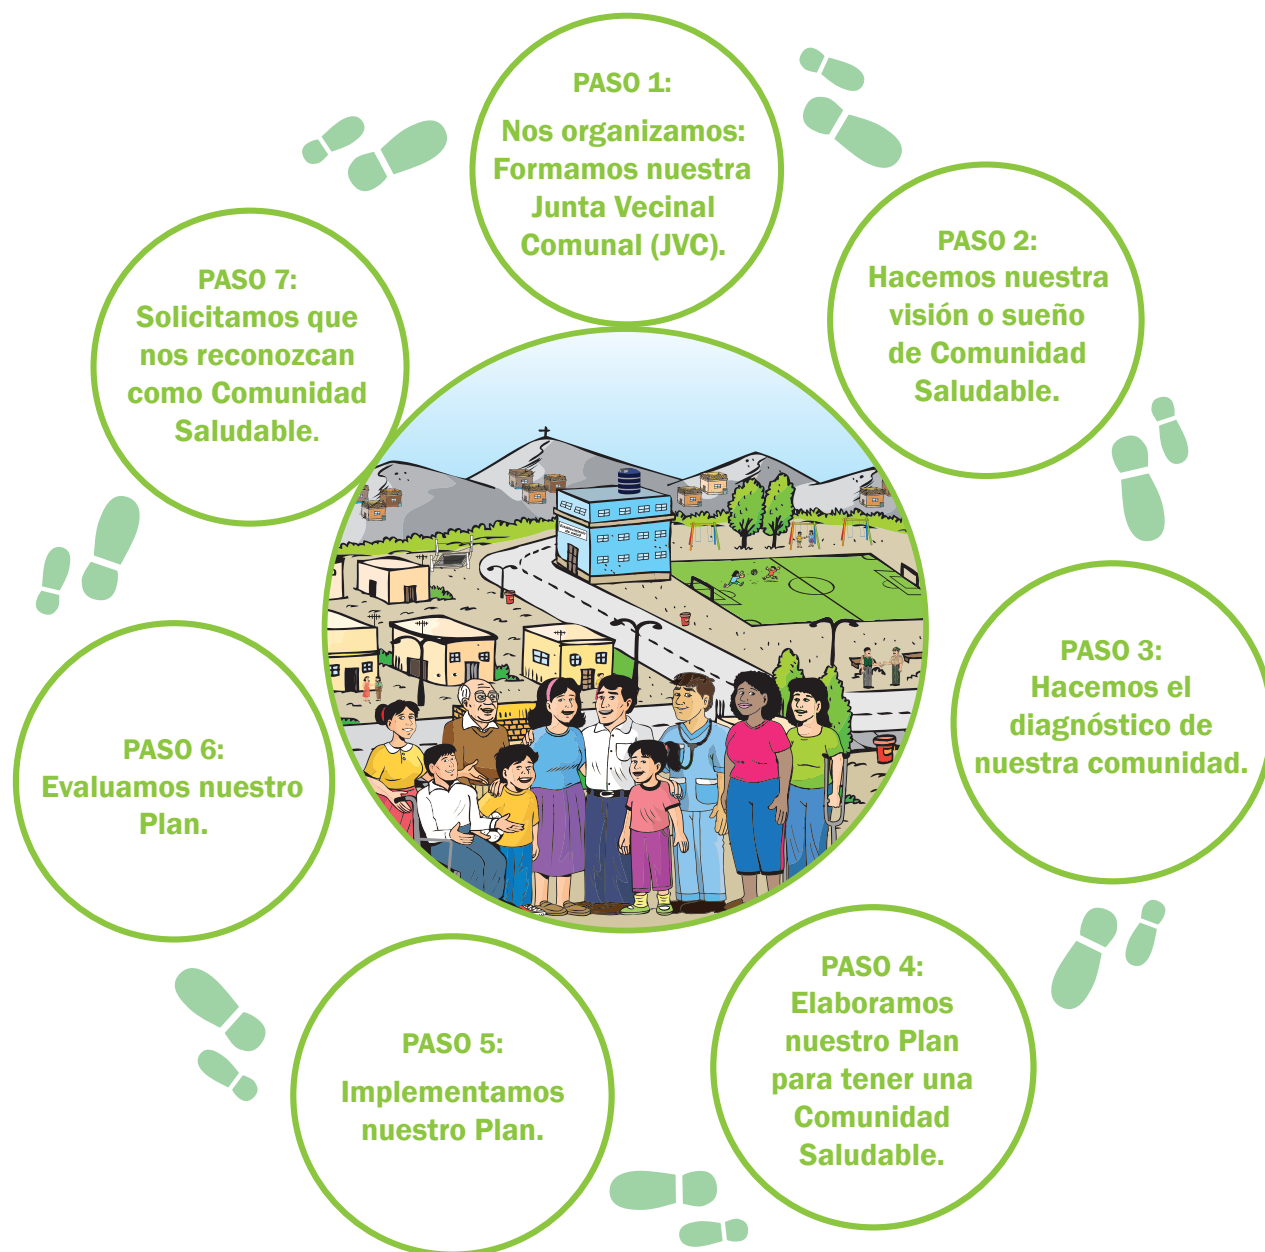 PASO 1:
Nos organizamos:
Formamos nuestra
Junta Vecinal
Comunal (JVC).
PASO 2:
Hacemos nuestra
visión o sueño
de Comunidad
Saludable.
PASO 3:
Hacemos el
diagnóstico de
nuestra comunidad.
PASO 4:
Elaboramos
nuestro Plan
para tener una
Comunidad
Saludable.
PASO 5:
Implementamos
nuestro Plan.
PASO 6:
Evaluamos nuestro
Plan.
PASO 7:
Solicitamos que
nos reconozcan
como Comunidad
Saludable.